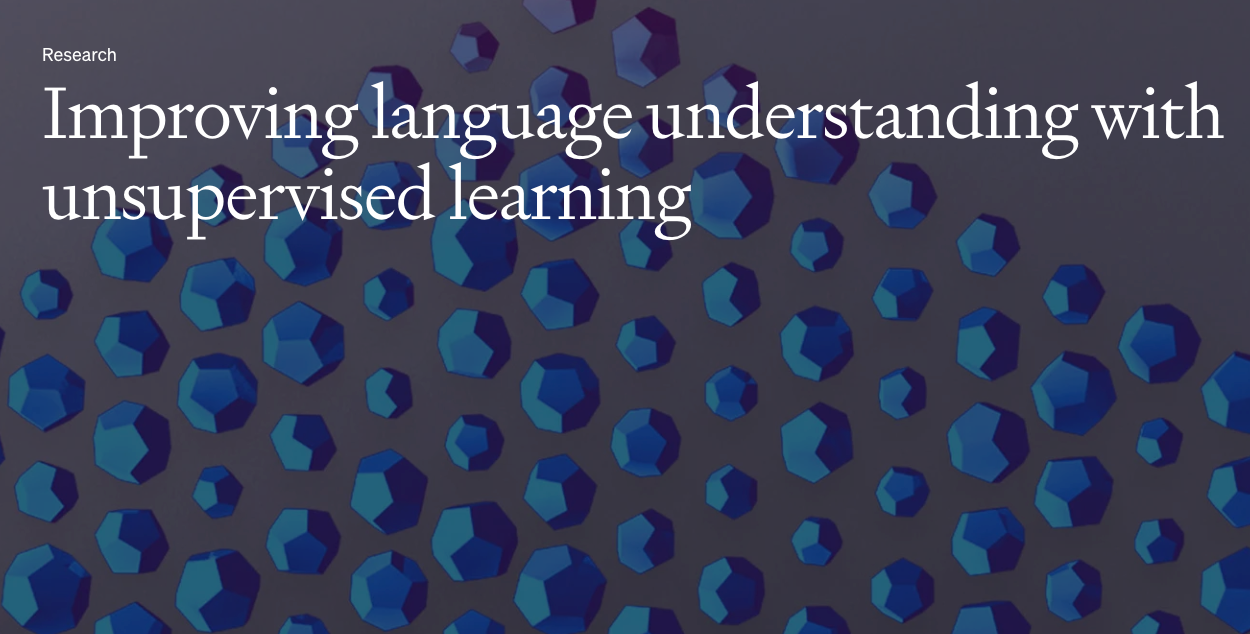 Research
Improving language understanding with
unsupervised learning